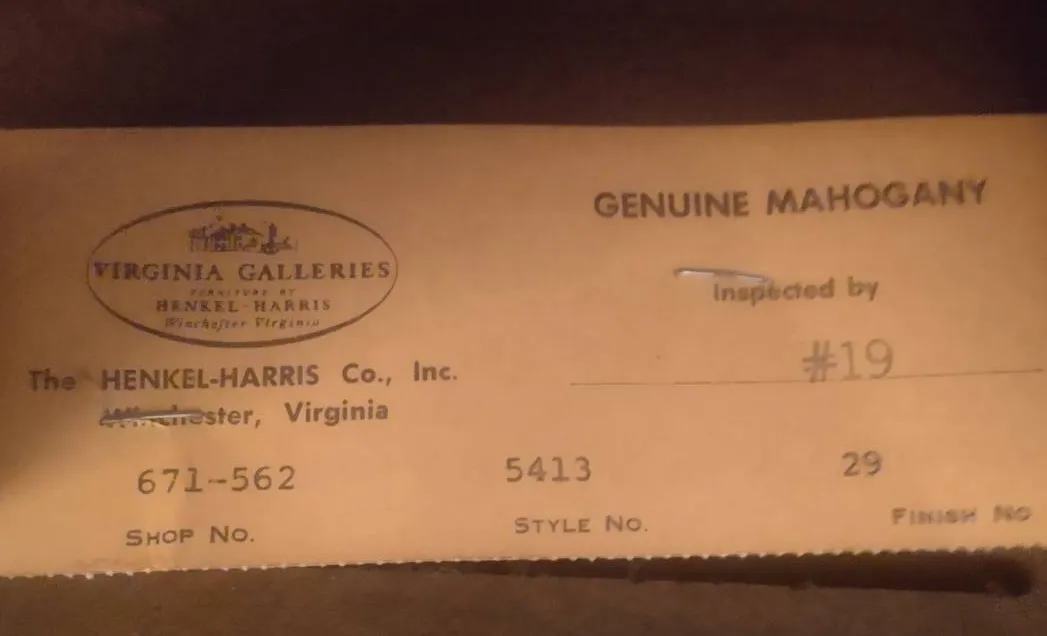 VIRGINIA GALLERIES
FURNITURE BY
HENKEL-HARRIS
Winchester Virginia
GENUINE MAHOGANY
Inspected by
#19
The HENKEL-HARRIS Co., Inc.
Winchester, Virginia
671--562
5413
29
SHOP NO.
STYLE NO.
FINISH NO